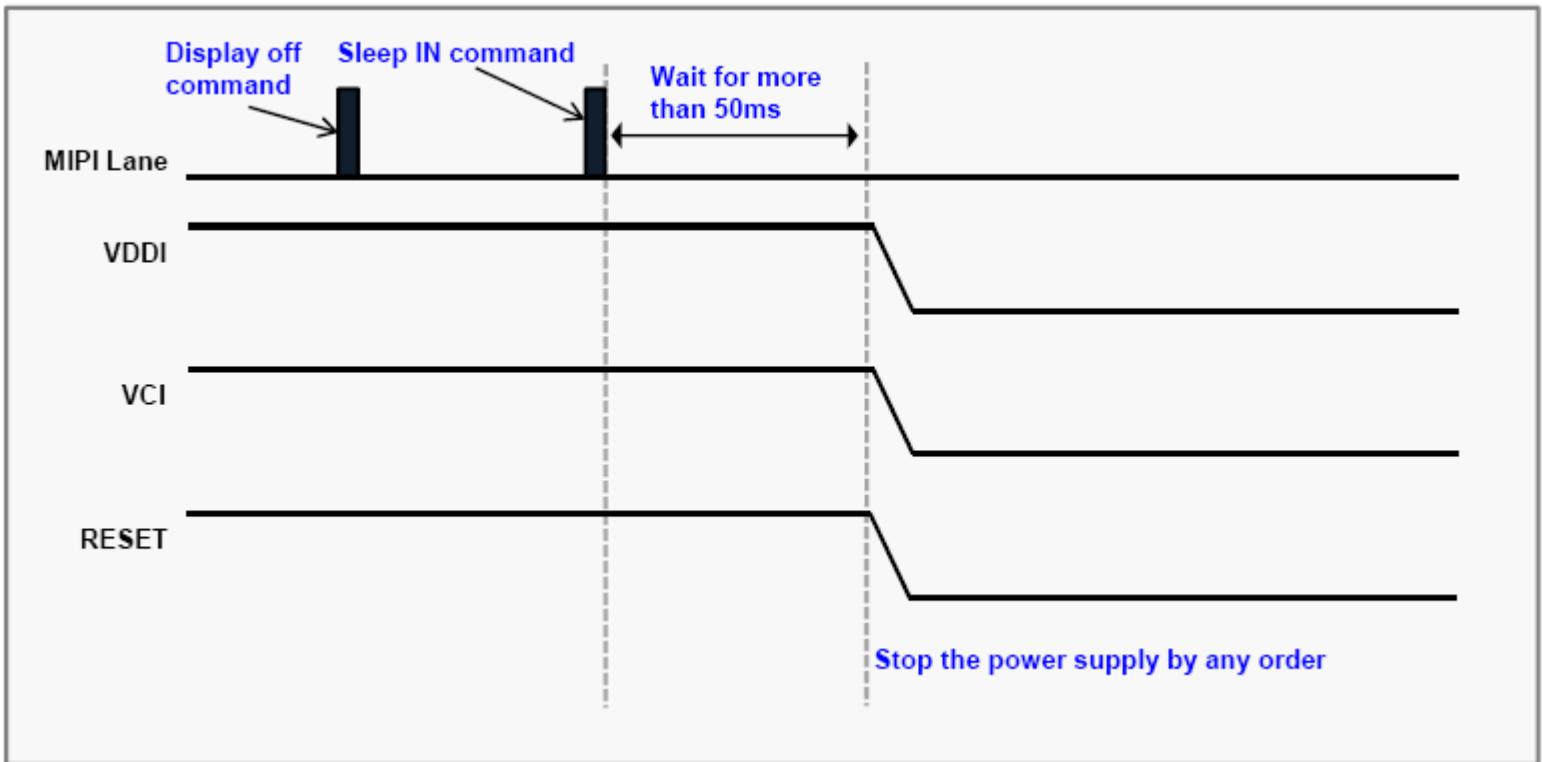 Display off
command
Sleep IN command
Wait for more
than 50ms
MIPI Lane
VDDI
VCI
RESET
Stop the power supply by any order